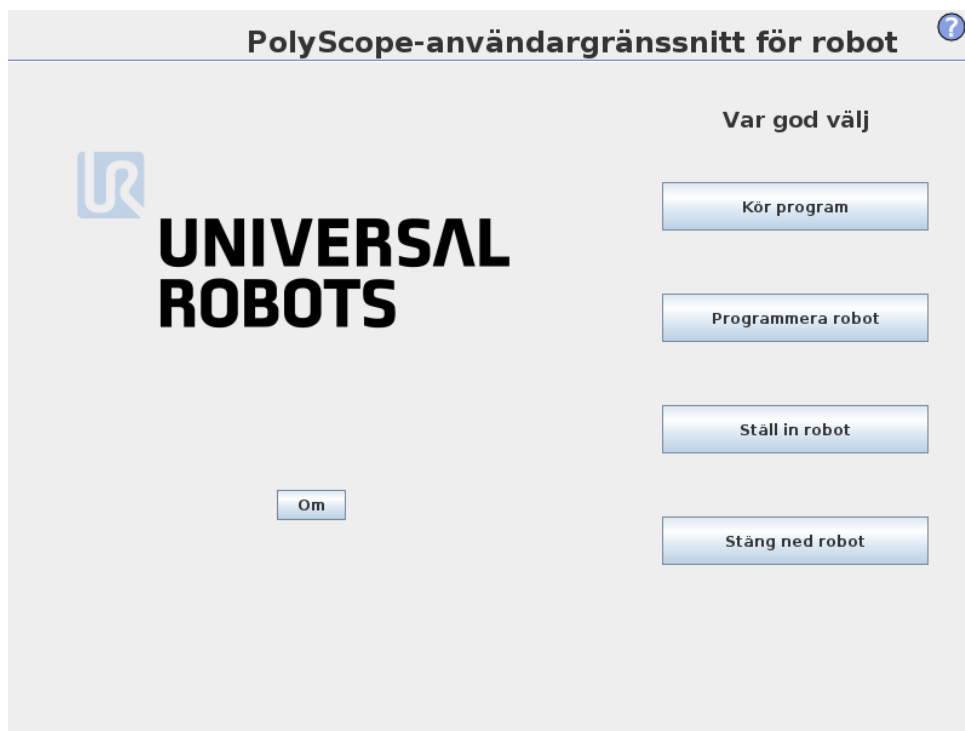 PolyScope-användargränssnitt för robot
?
Var god välj
UR
UNIVERSAL
ROBOTS
Kör program
Programmera robot
Ställ in robot
Om
Stäng ned robot